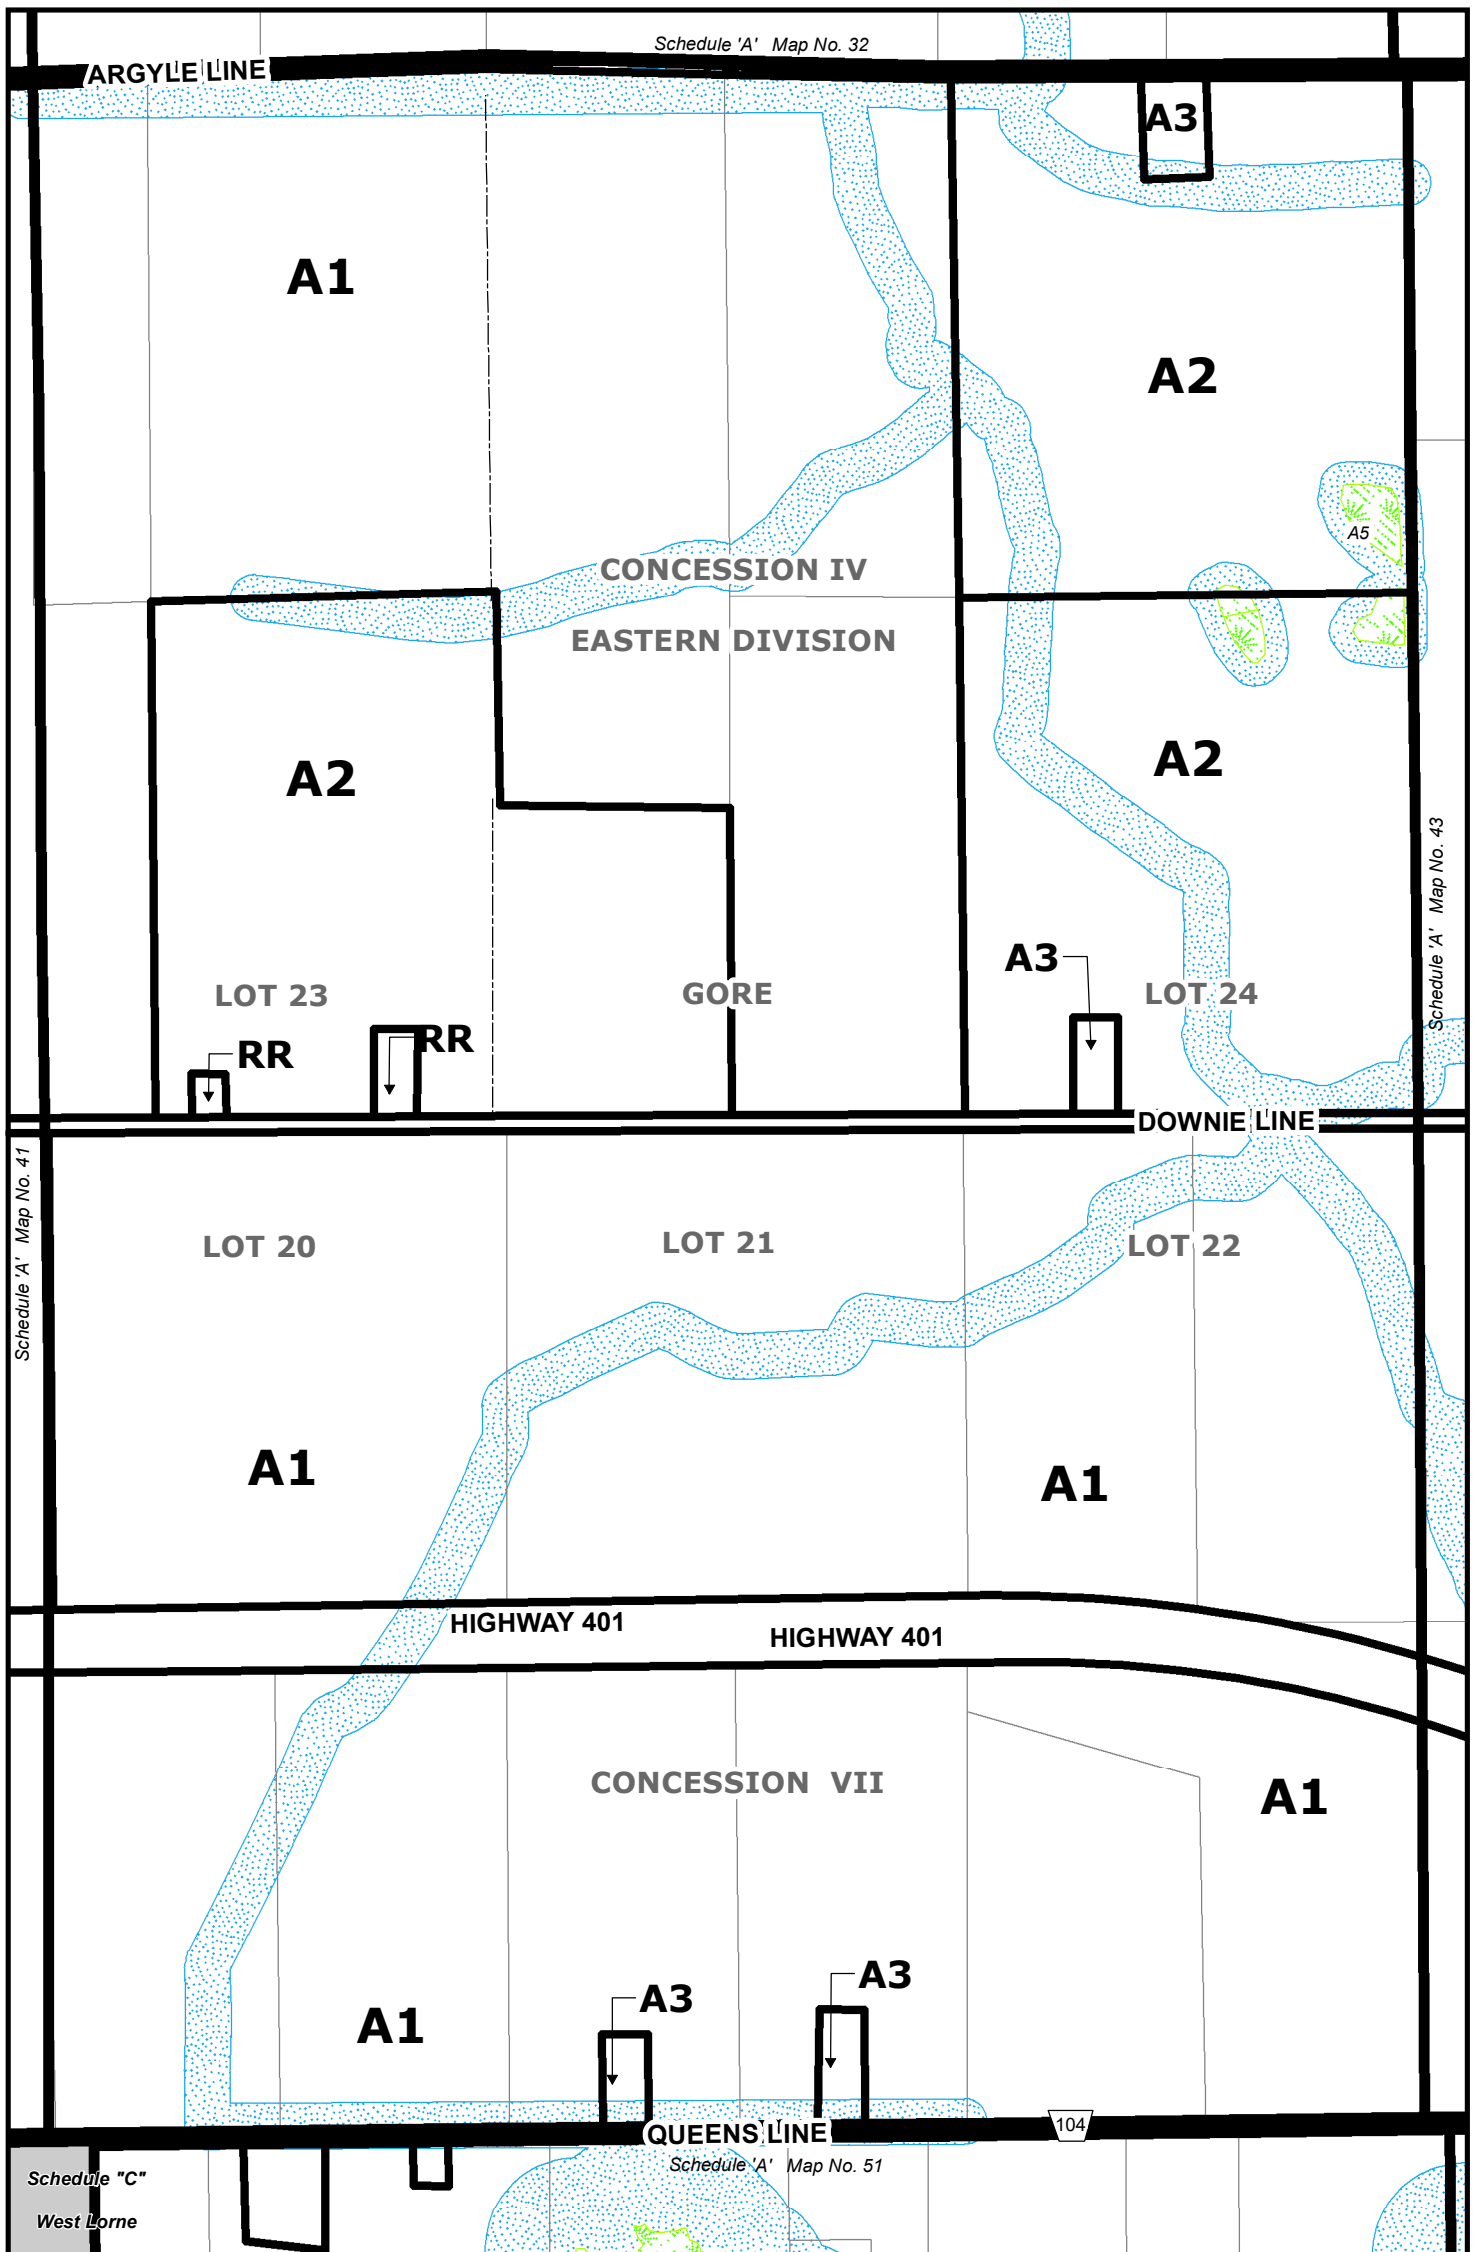 Schedule 'A' Map No. 32
ARGYLE LINE
A3
A1
A2
A5
CONCESSION IV
EASTERN DIVISION
A2
A2
Schedule 'A' Map No. 43
A3
LOT 23
GORE
LOT 24
RR
RR
DOWNIE LINE
Schedule 'A' Map No. 41
LOT 20
LOT 21
LOT 22
A1
A1
HIGHWAY 401
HIGHWAY 401
CONCESSION VII
A1
A3
A3
A1
104
QUEENS LINE
Schedule 'A' Map No. 51
Schedule "C"
West Lorne